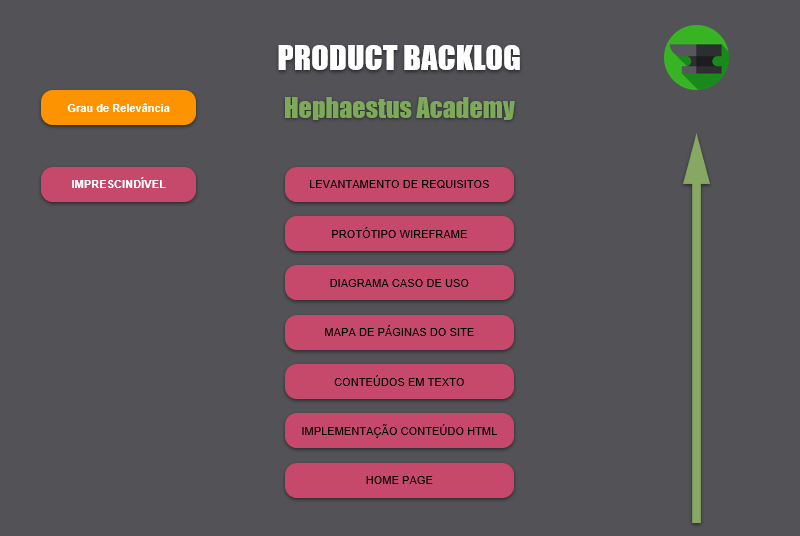 PRODUCT BACKLOG
Hephaestus Academy
Grau de Relevância
IMPRESCINDÍVEL
LEVANTAMENTO DE REQUISITOS
PROTÓTIPO WIREFRAME
DIAGRAMA CASO DE USO
MAPA DE PÁGINAS DO SITE
CONTEÚDOS EM TEXTO
IMPLEMENTAÇÃO CONTEÚDO HTML
HOME PAGE